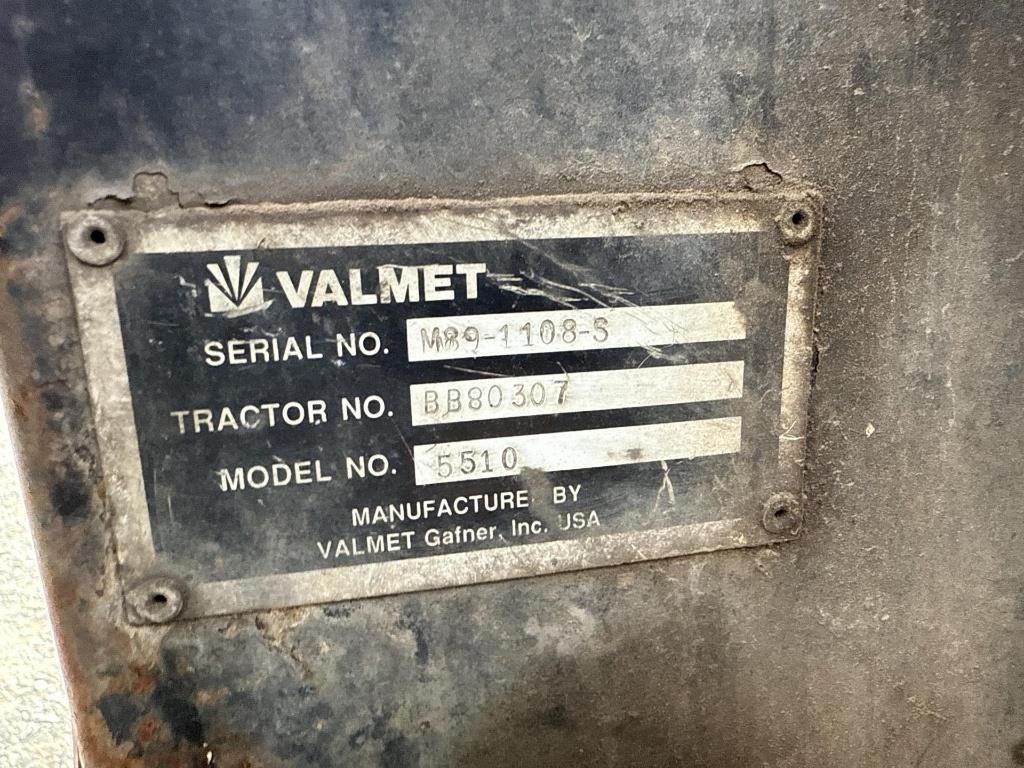 VALMET
SERIAL NO. M89-1108-S
TRACTOR NO. BB80307
MODEL NO. 5510
MANUFACTURE BY
VALMET Gafner, Inc. USA